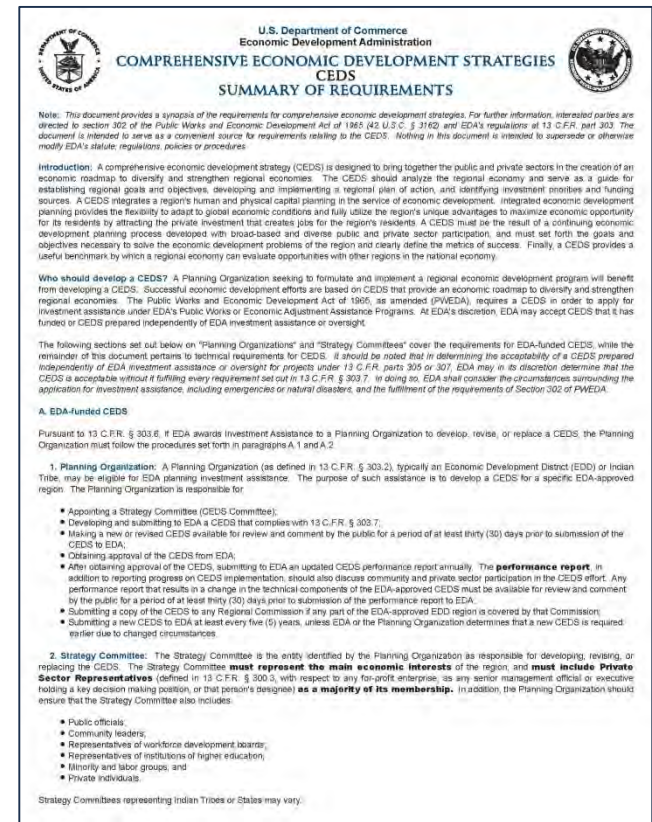 U.S. Department of Commerce
Economic Development Administration
COMPREHENSIVE ECONOMIC DEVELOPMENT STRATEGIES
CEDS
SUMMARY OF REQUIREMENTS
Note: This document provides a synopsis of the requirements for comprehensive economic development strategies. For further information, interested parties are
directed to section 302 of the Public Works and Economic Development Act of 1965 (42 U.S.C. § 3162) and EDA's regulations at 13 C.F.R. part 303. The
document is intended to serve as a convenient source for requirements relating to the CEDS. Nothing in this document is intended to supersede or otherwise
modify EDA's statute, regulations, policies or procedures.
Introduction: A comprehensive economic development strategy (CEDS) is designed to bring together the public and private sectors in the creation of an
economic roadmap to diversify and strengthen regional economies. The CEDS should analyze the regional economy and serve as a guide for
establishing regional goals and objectives, developing and implementing a regional plan of action, and identifying investment priorities and funding
sources. A CEDS integrates a region's human and physical capital planning in the service of economic development. Integrated economic development
planning provides the flexibility to adapt to global economic conditions and fully utilize the region's unique advantages to maximize economic opportunity
for its residents by attracting the private investment that creates jobs for the region's residents. A CEDS must be the result of a continuing economic
development planning process developed with broad-based and diverse public and private sector participation, and must set forth the goals and
objectives necessary to solve the economic development problems of the region and clearly define the metrics of success. Finally, a CEDS provides a
useful benchmark by which a regional economy can evaluate opportunities with other regions in the national economy.
Who should develop a CEDS? A Planning Organization seeking to formulate and implement a regional economic development program will benefit
from developing a CEDS. Successful economic development efforts are based on CEDS that provide an economic roadmap to diversify and strengthen
regional economies. The Public Works and Economic Development Act of 1965, as amended (PWEDA), requires a CEDS in order to apply for
investment assistance under EDA's Public Works or Economic Adjustment Assistance Programs. At EDA's discretion, EDA may accept CEDS that it has
funded or CEDS prepared independently of EDA investment assistance or oversight.
The following sections set out below on "Planning Organizations" and "Strategy Committees" cover the requirements for EDA-funded CEDS, while the
remainder of this document pertains to technical requirements for CEDS. It should be noted that in determining the acceptability of a CEDS prepared
independently of EDA investment assistance or oversight for projects under 13 C.F.R. parts 305 or 307, EDA may in its discretion determine that the
CEDS is acceptable without it fulfilling every requirement set out in 13 C.F.R. § 303.7. In doing so, EDA shall consider the circumstances surrounding the
application for investment assistance, including emergencies or natural disasters, and the fulfillment of the requirements of Section 302 of PWEDA.
A. EDA-funded CEDS
Pursuant to 13 C.F.R. § 303.6, if EDA awards Investment Assistance to a Planning Organization to develop, revise, or replace a CEDS, the Planning
Organization must follow the procedures set forth in paragraphs A.1 and A.2
1. Planning Organization: A Planning Organization (as defined in 13 C.F.R. § 303.2), typically an Economic Development District (EDD) or Indian
Tribe, may be eligible for EDA planning investment assistance. The purpose of such assistance is to develop a CEDS for a specific EDA-approved
region. The Planning Organization is responsible for
• Appointing a Strategy Committee (CEDS Committee);
• Developing and submitting to EDA a CEDS that complies with 13 C.F.R. § 303.7;
• Making a new or revised CEDS available for review and comment by the public for a period of at least thirty (30) days prior to submission of the
CEDS to EDA;
• Obtaining approval of the CEDS from EDA;
• After obtaining approval of the CEDS, submitting to EDA an updated CEDS performance report annually. The performance report, in
addition to reporting progress on CEDS implementation, should also discuss community and private sector participation in the CEDS effort. Any
performance report that results in a change in the technical components of the EDA-approved CEDS must be available for review and comment
by the public for a period of at least thirty (30) days prior to submission of the performance report to EDA;
• Submitting a copy of the CEDS to any Regional Commission if any part of the EDA-approved EDD region is covered by that Commission;
• Submitting a new CEDS to EDA at least every five (5) years, unless EDA or the Planning Organization determines that a new CEDS is required
earlier due to changed circumstances.
2. Strategy Committee: The Strategy Committee is the entity identified by the Planning Organization as responsible for developing, revising, or
replacing the CEDS. The Strategy Committee must represent the main economic interests of the region, and must include Private
Sector Representatives (defined in 13 C.F.R. § 300.3, with respect to any for-profit enterprise, as any senior management official or executive
holding a key decision making position, or that person's designee) as a majority of its membership. In addition, the Planning Organization should
ensure that the Strategy Committee also includes:
• Public officials;
• Community leaders;
• Representatives of workforce development boards;
• Representatives of institutions of higher education;
• Minority and labor groups; and
• Private individuals.
Strategy Committees representing Indian Tribes or States may vary.